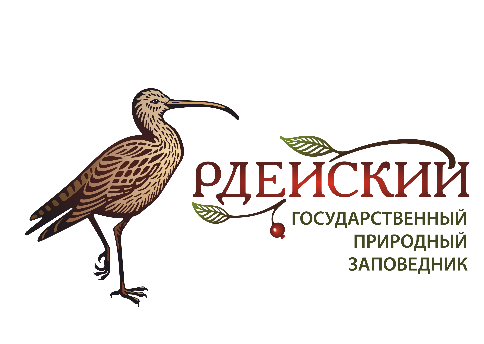 РДЕЙСКИЙ
ГОСУДАРСТВЕННЫЙ
ПРИРОДНЫЙ
ЗАПОВЕДНИК